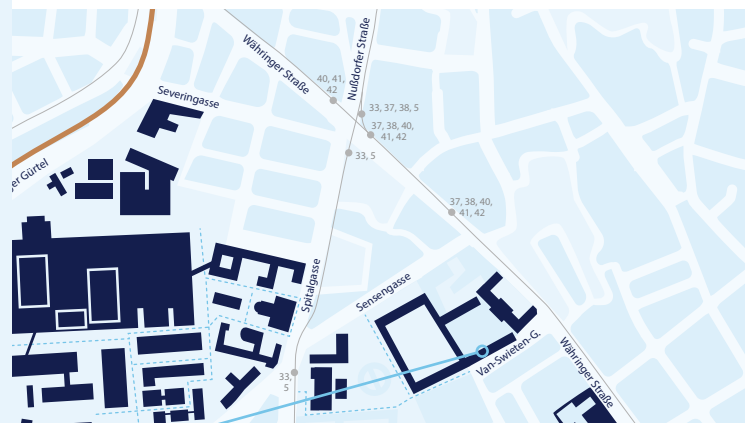 Währinger Straße
Nußdorfer Straße
40, 41,
42
Severingasse
33, 37, 38, 5
37, 38, 40,
41, 42
33, 5
er Gürtel
37, 38, 40,
41, 42
Spitalgasse
Sensengasse
Van-Swieten-G.
Währinger Straße
33,
5